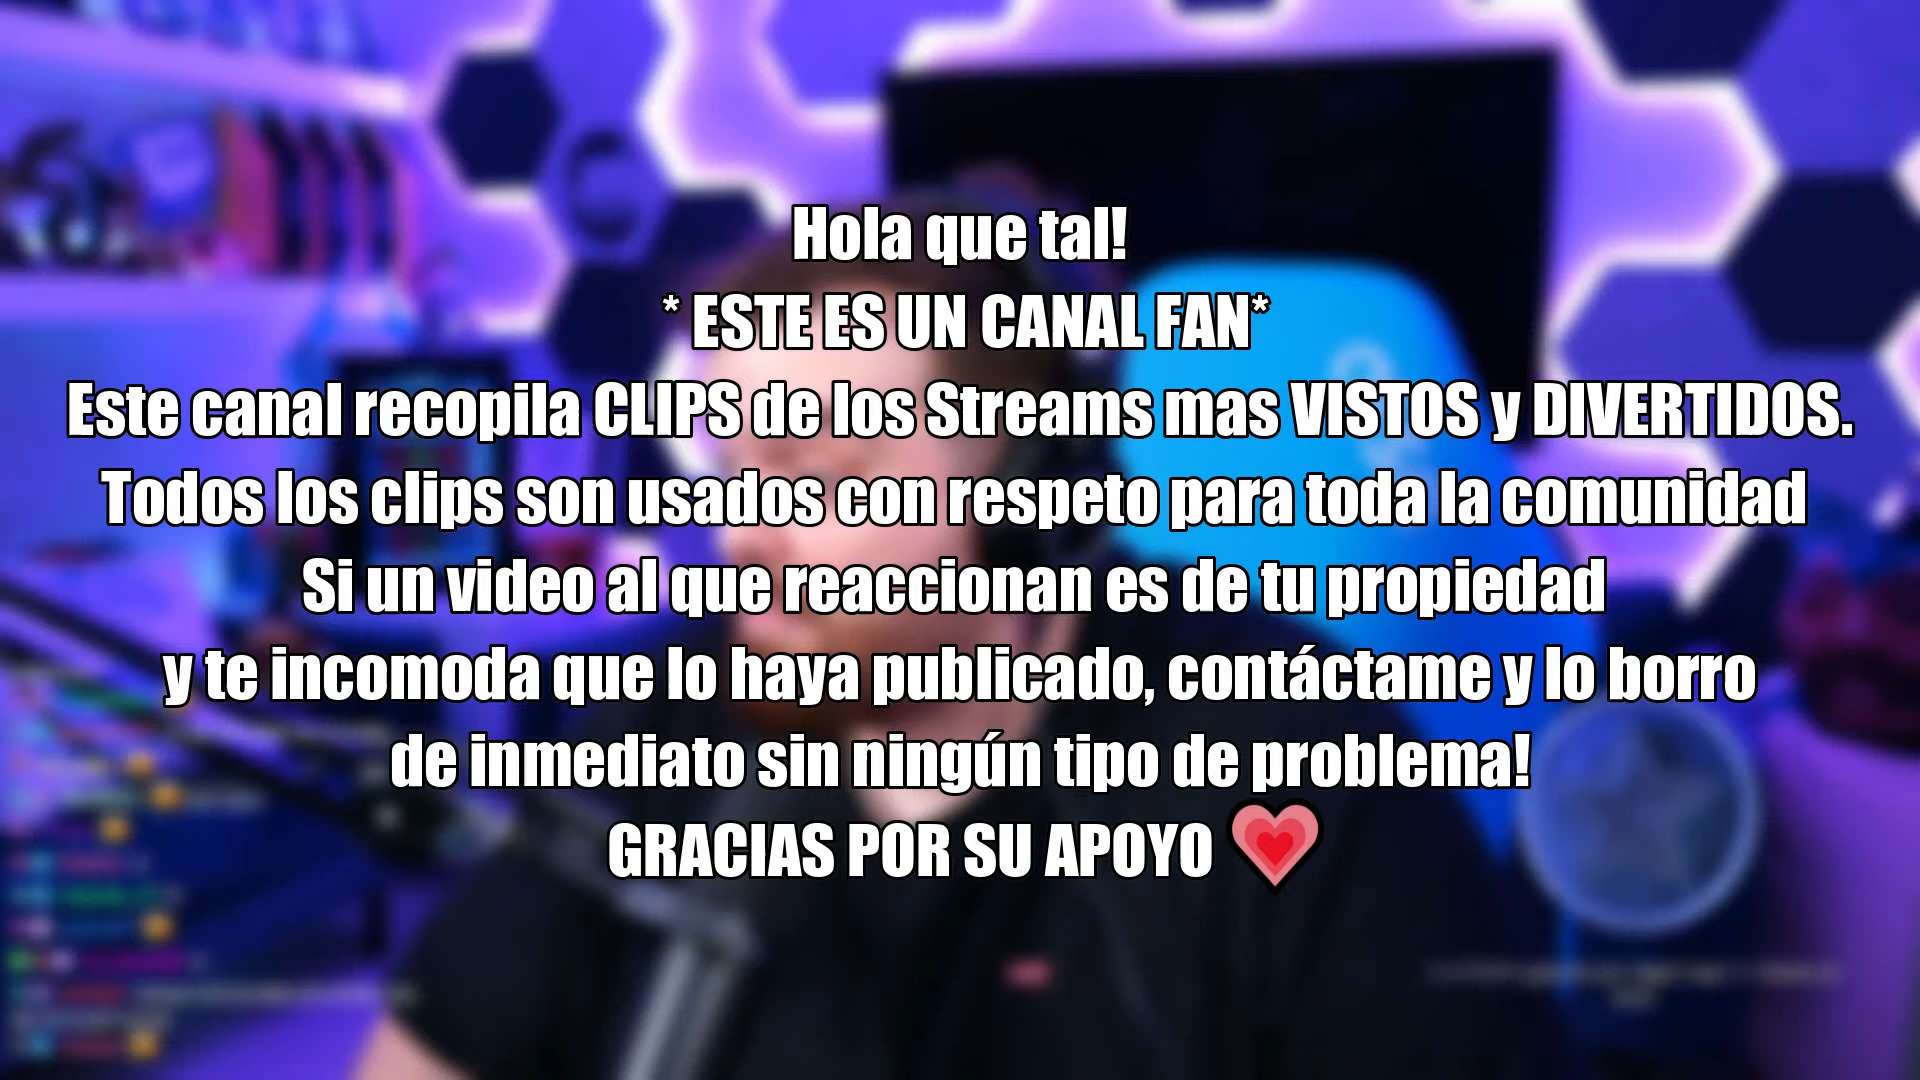 Hola que tal!
* ESTE ES UN CANAL FAN*
Este canal recopila CLIPS de los Streams mas VISTOS y DIVERTIDOS.
Todos los clips son usados con respeto para toda la comunidad
Si un video al que reaccionan es de tu propiedad
y te incomoda que lo haya publicado, contáctame y lo borro
de inmediato sin ningún tipo de problema!
GRACIAS POR SU APOYO 💗